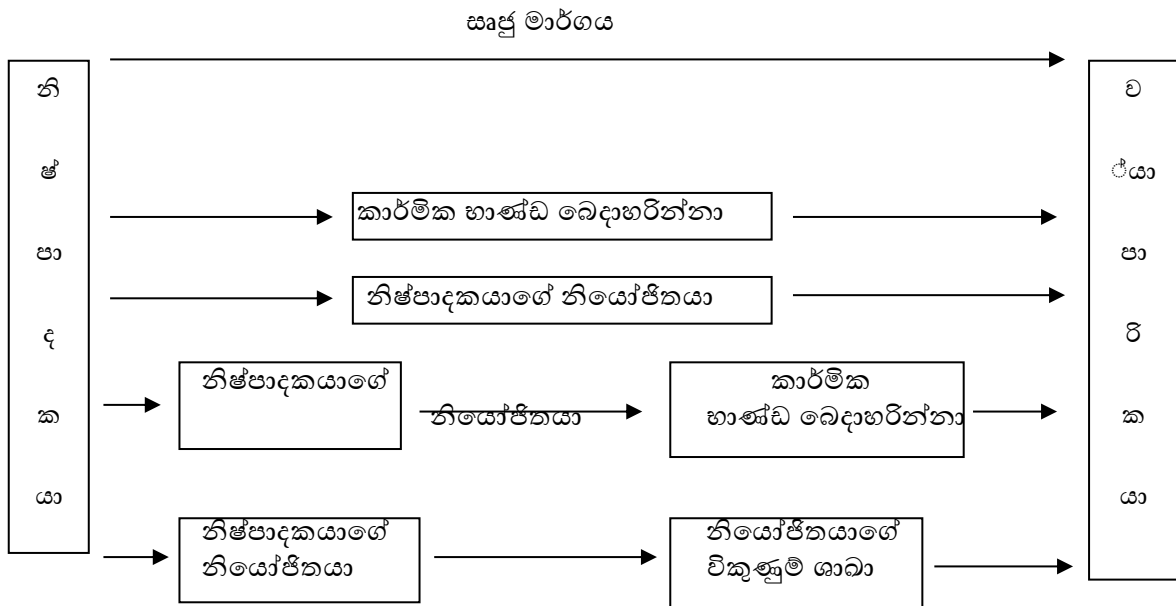 සෘජු මාර්ගය
නි
ෂ්
පා
ද
ක
යා
කාර්මික භාණ්ඩ බෙදාහරින්නා
නිෂ්පාදකයාගේ නියෝජිතයා
නිෂ්පාදකයාගේ
නියෝජිතයා
කාර්මික
භාණ්ඩ බෙදාහරින්නා
නිෂ්පාදකයාගේ
නියෝජිතයා
නියෝජිතයාගේ
විකුණුම් ශාඛා
ව
්යා
පා
රි
ක
යා